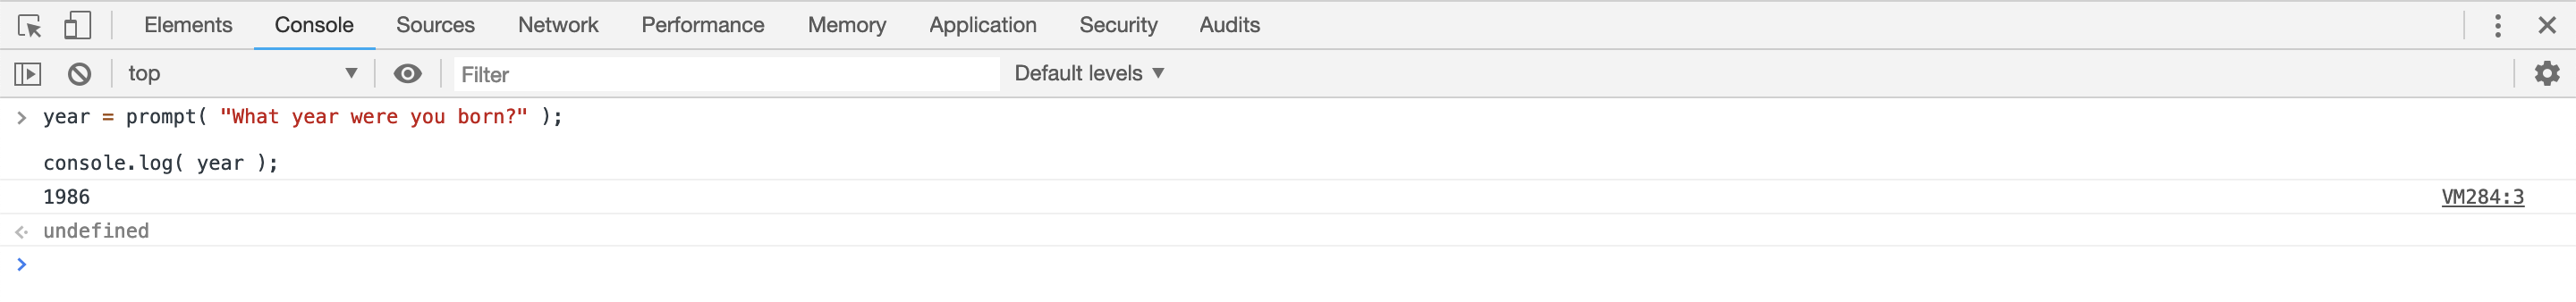 Elements Console Sources Network Performance Memory Application Security Audits
top Filter Default levels
year = prompt( "What year were you born?" );
console.log( year );
1986 VM284:3
undefined